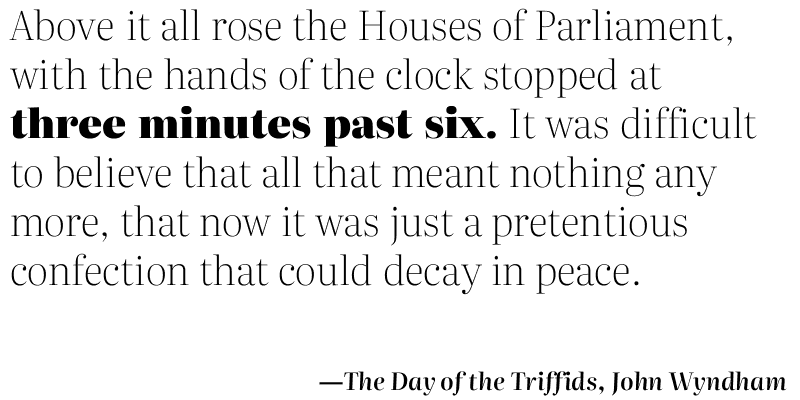 Above it all rose the Houses of Parliament,
with the hands of the clock stopped at
three minutes past six. It was difficult
to believe that all that meant nothing any
more, that now it was just a pretentious
confection that could decay in peace.
—The Day of the Triffids, John Wyndham